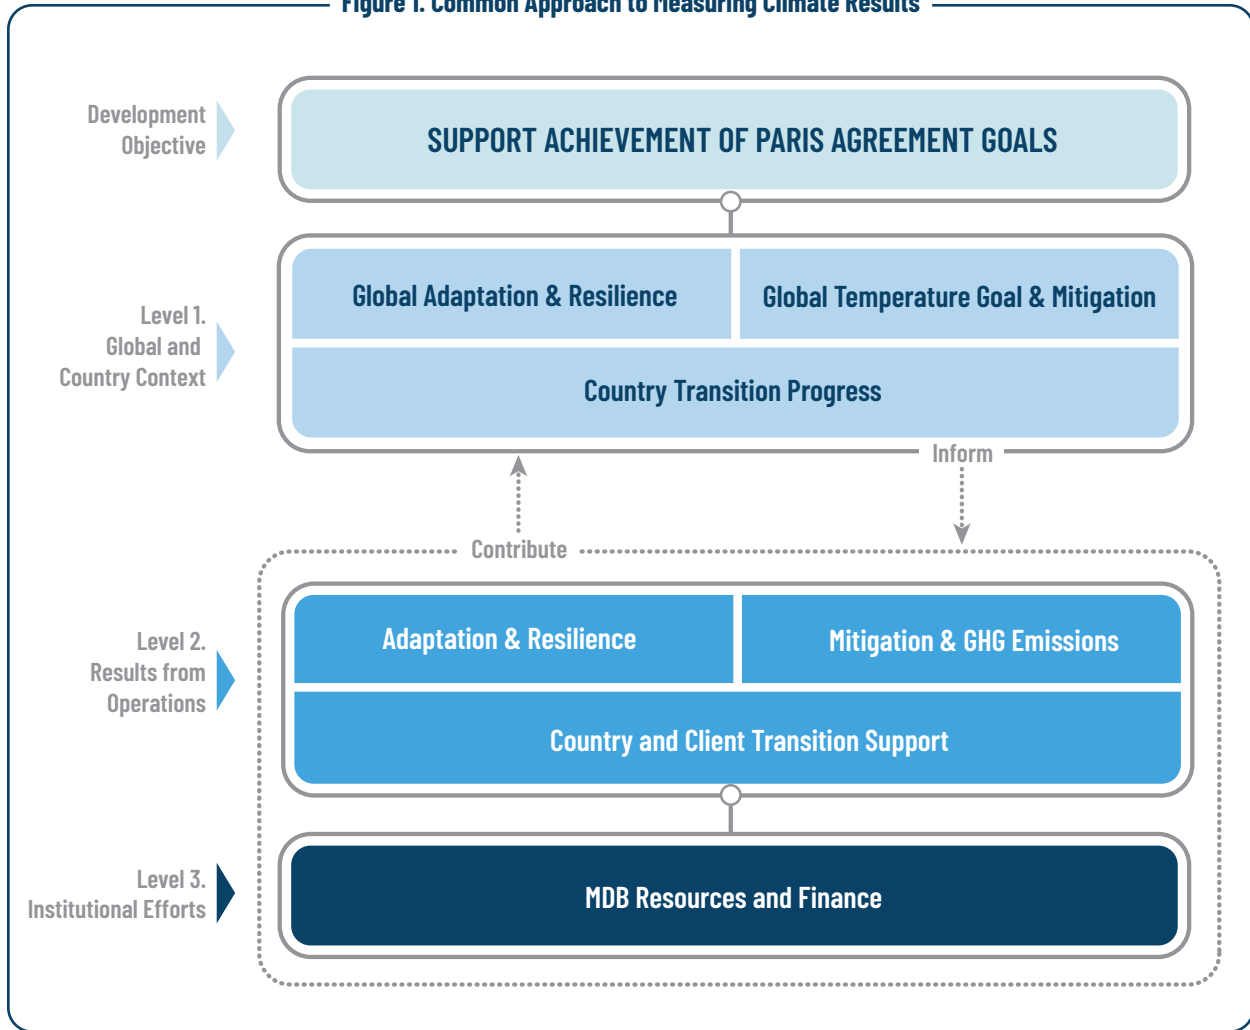 Figure 1. Common Approach to Measuring Climate Results
Development
Objective
SUPPORT ACHIEVEMENT OF PARIS AGREEMENT GOALS
Level 1.
Global and
Country Context
Global Adaptation & Resilience
Global Temperature Goal & Mitigation
Country Transition Progress
Inform
Contribute
Level 2.
Results from
Operations
Adaptation & Resilience
Mitigation & GHG Emissions
Country and Client Transition Support
Level 3.
Institutional Efforts
MDB Resources and Finance